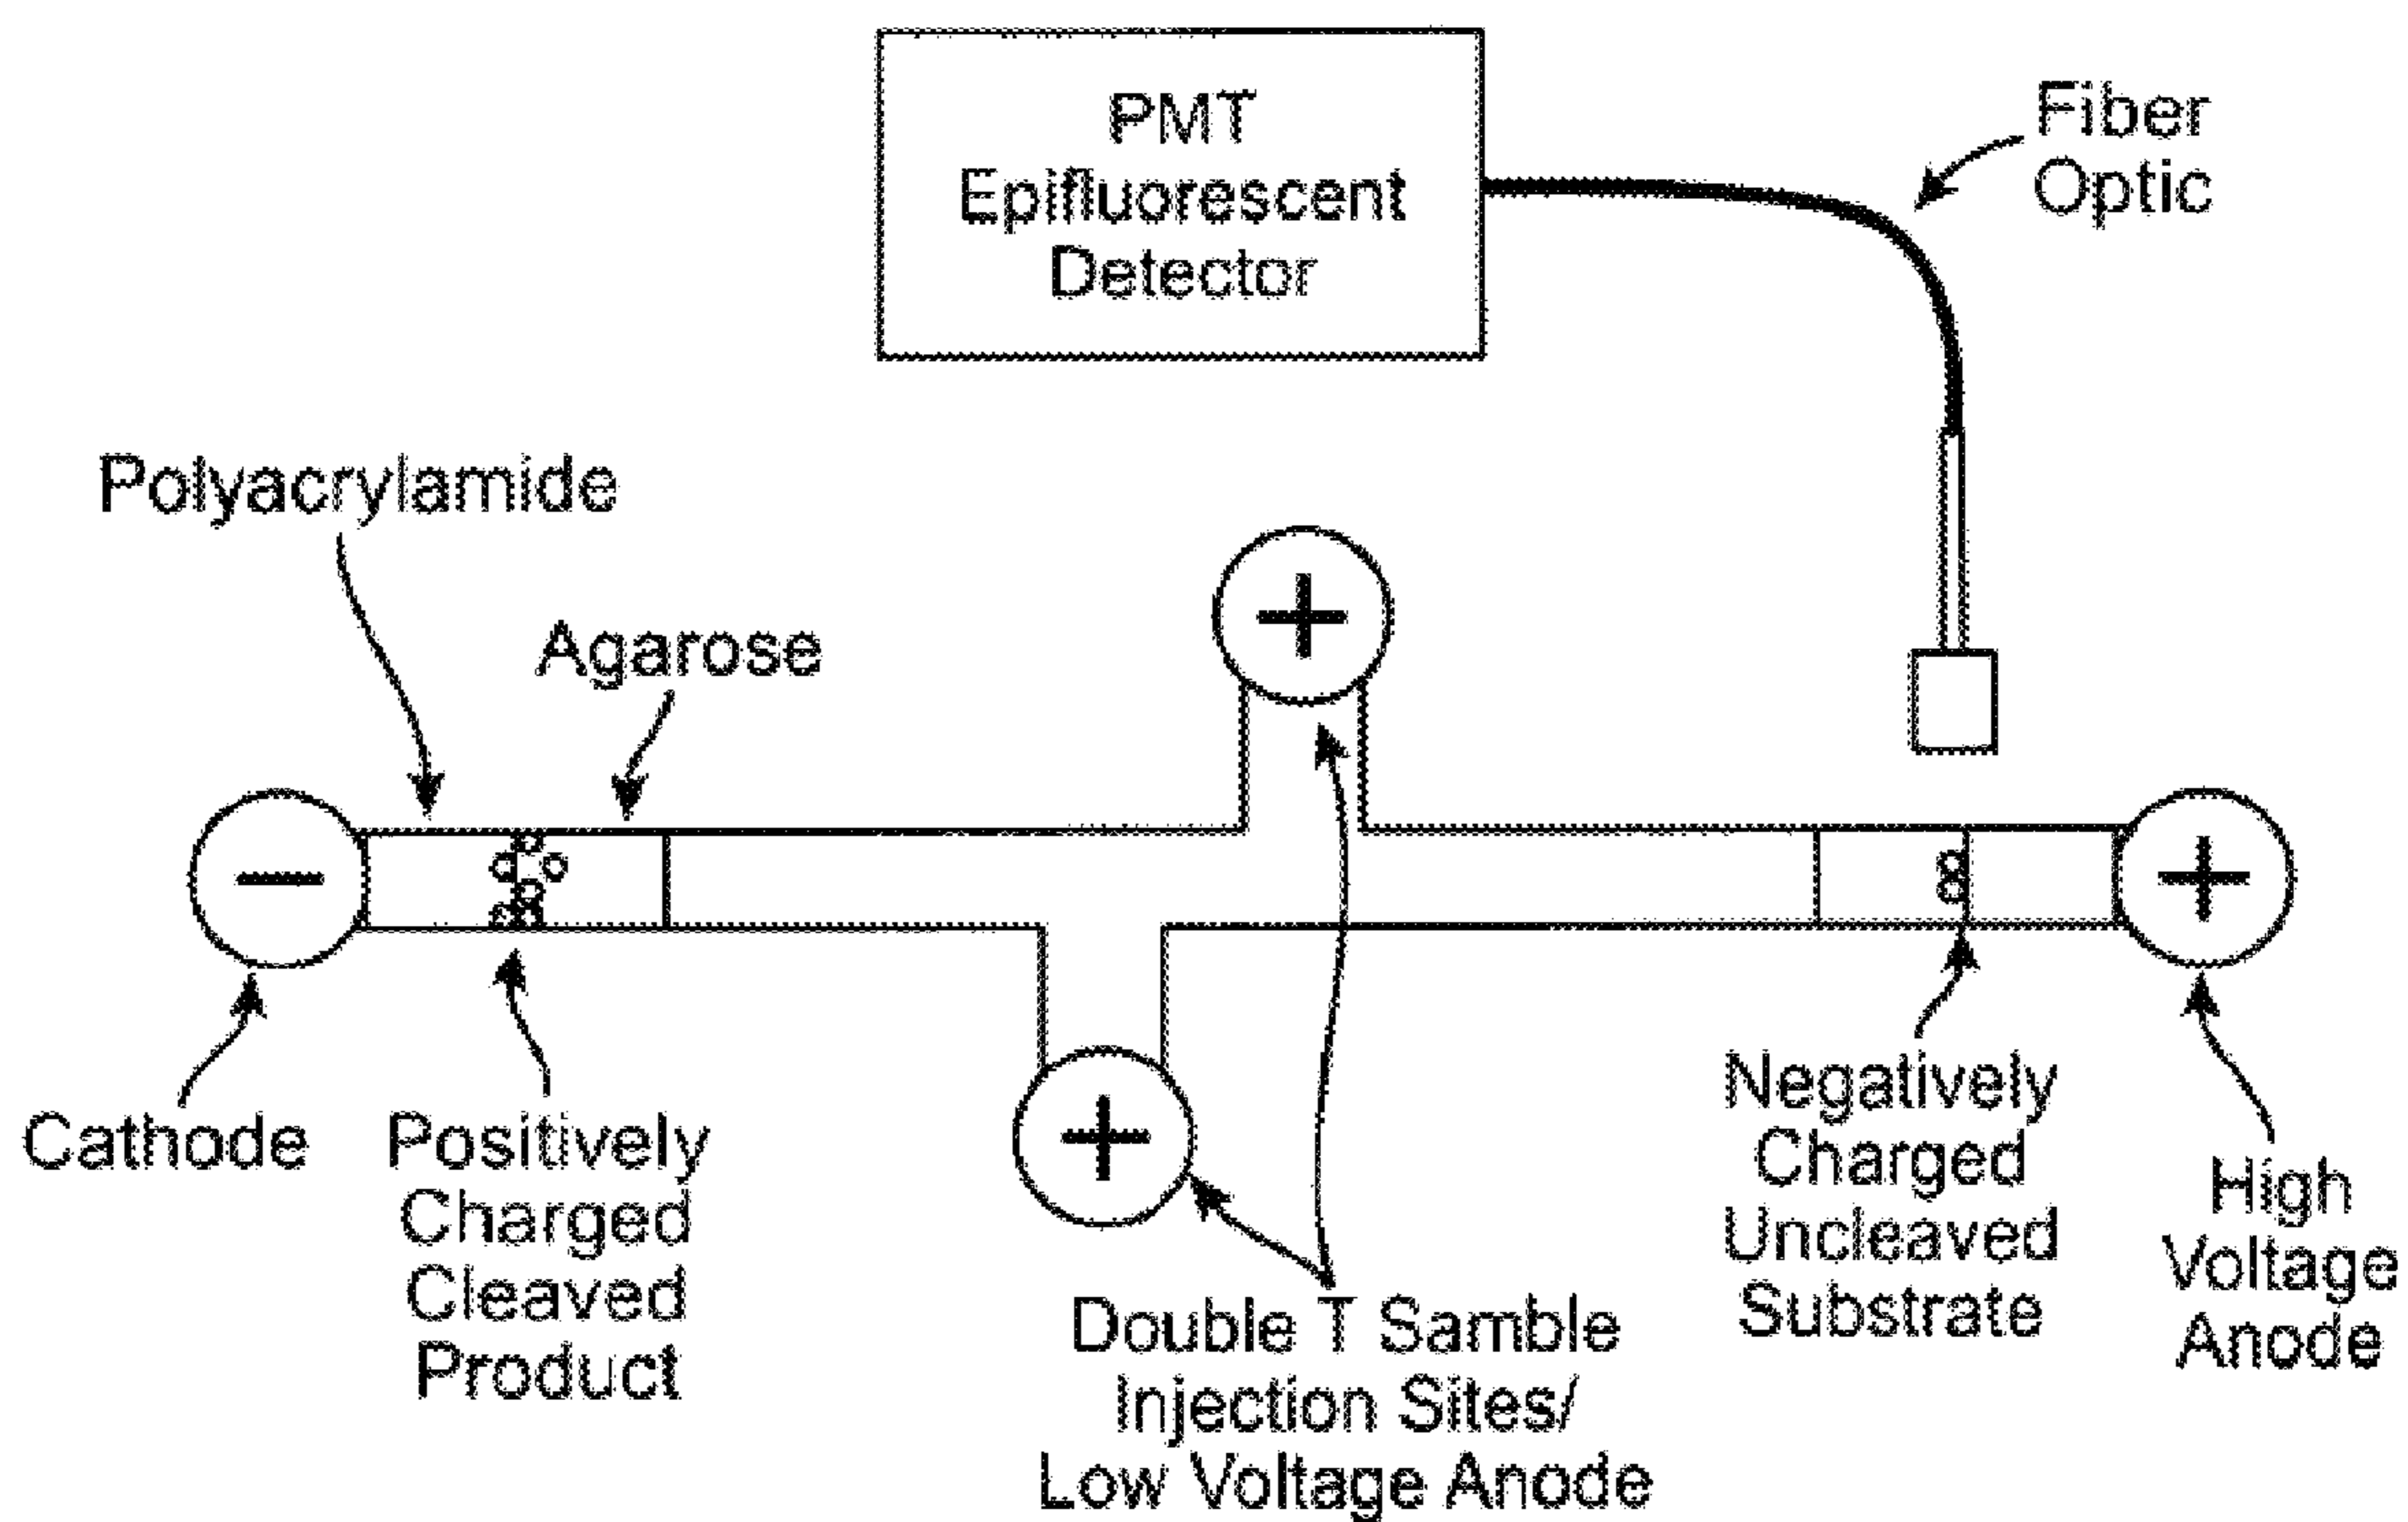 PMT
Epifluorescent
Detector
Fiber
Optic
Polyacrylamide
Agarose
+
−
+
+
Cathode
Positively
Charged
Cleaved
Product
Double T Samble
Injection Sites/
Low Voltage Anode
Negatively
Charged
Uncleaved
Substrate
High
Voltage
Anode